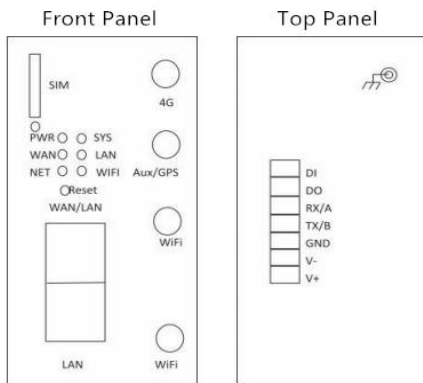 Front Panel
Top Panel
SIM
4G
PWR SYS
WAN LAN
NET WIFI
Aux/GPS
Reset
WAN/LAN
WiFi
LAN
WiFi
DI
DO
RX/A
TX/B
GND
V-
V+